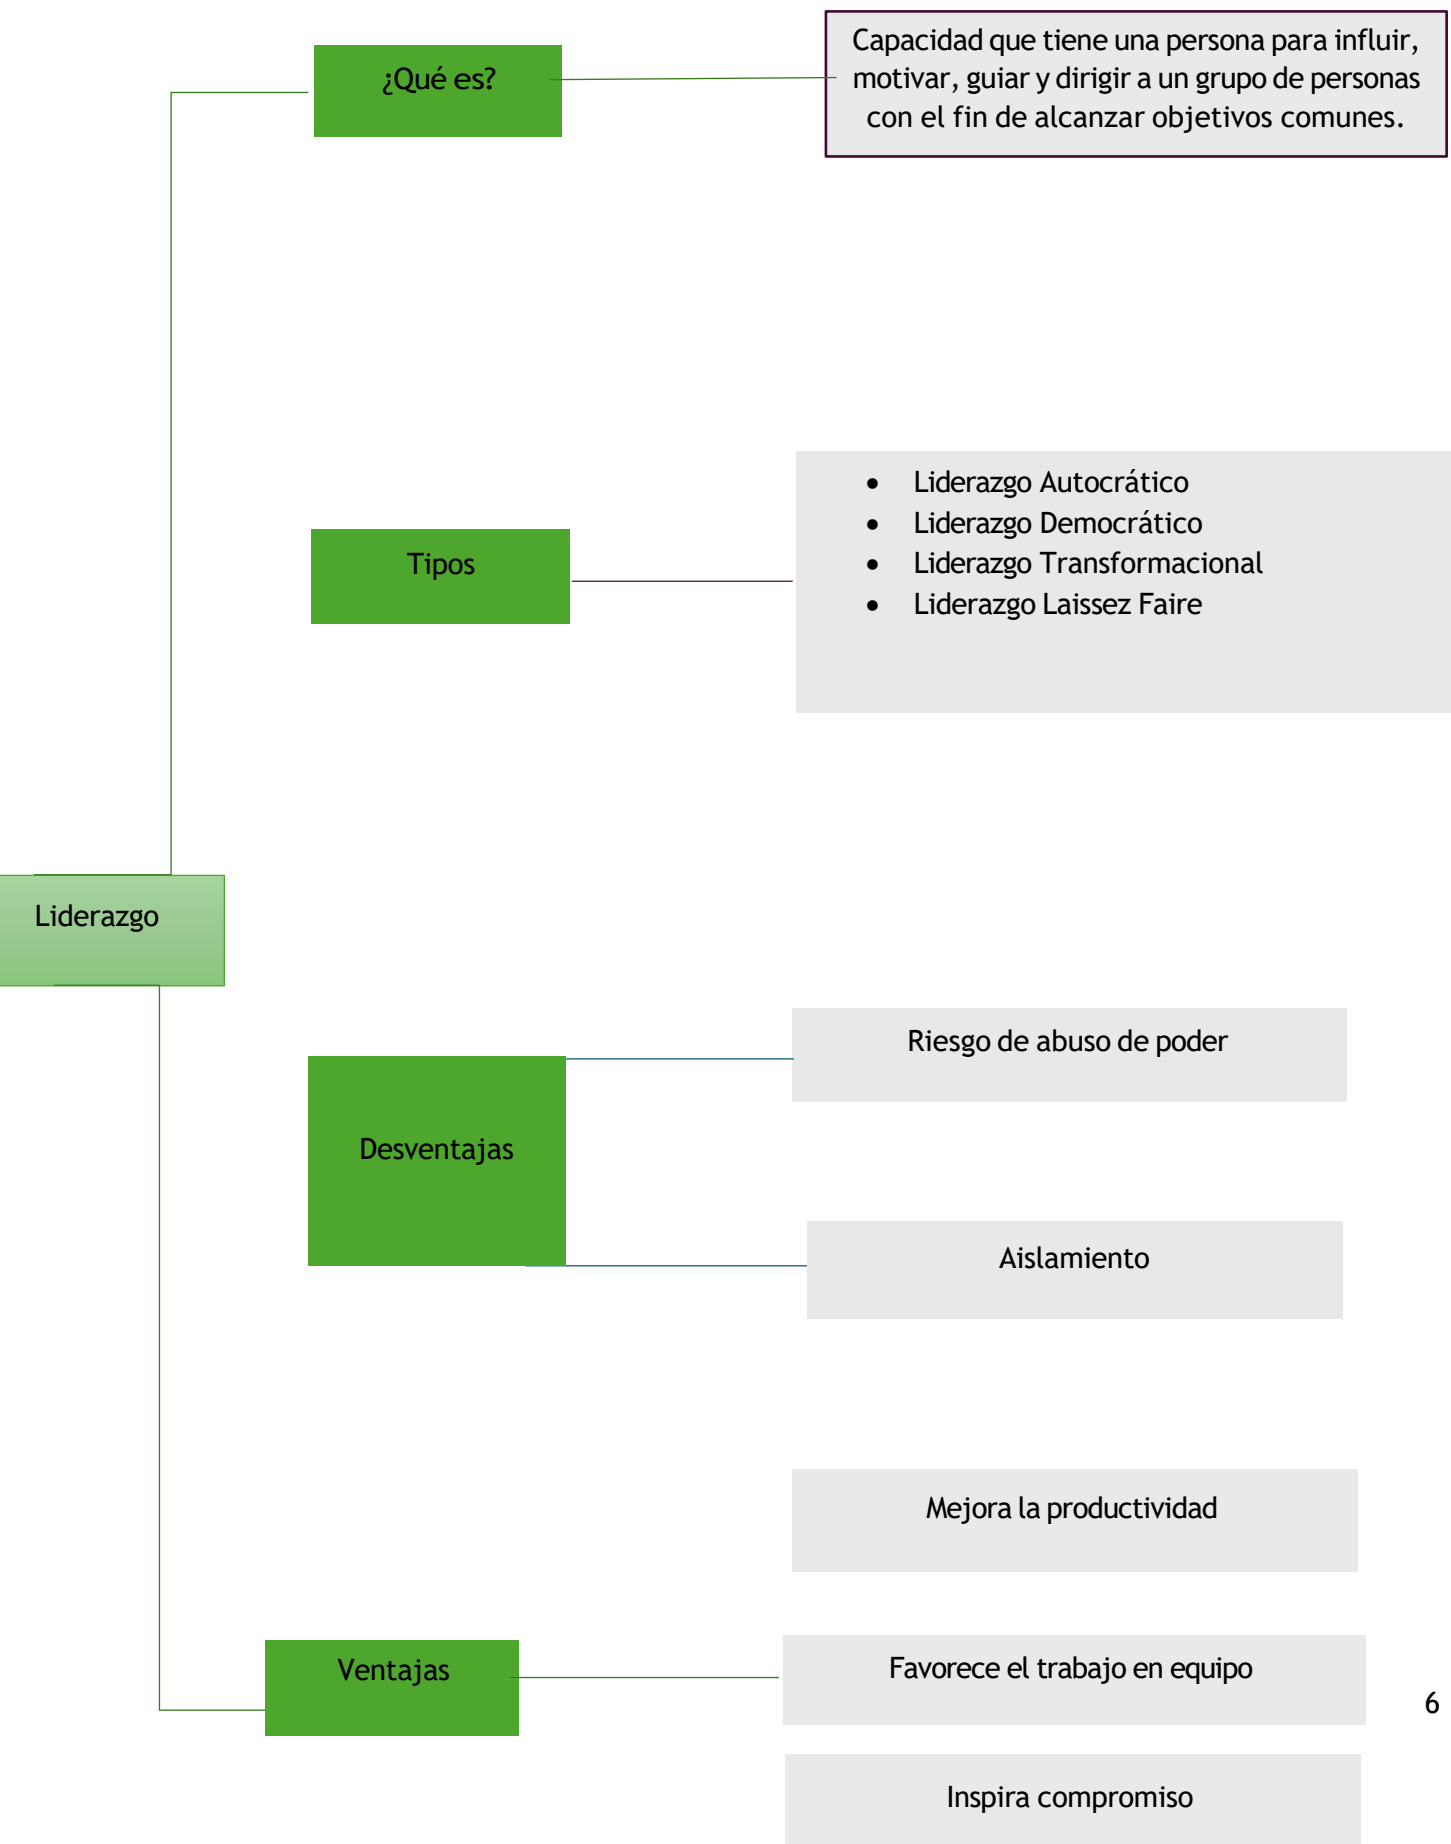 ¿Qué es?
Capacidad que tiene una persona para influir,
motivar, guiar y dirigir a un grupo de personas
con el fin de alcanzar objetivos comunes.
Tipos
• Liderazgo Autocrático
• Liderazgo Democrático
• Liderazgo Transformacional
• Liderazgo Laissez Faire
Liderazgo
Desventajas
Riesgo de abuso de poder
Aislamiento
Ventajas
Mejora la productividad
Favorece el trabajo en equipo
Inspira compromiso
6